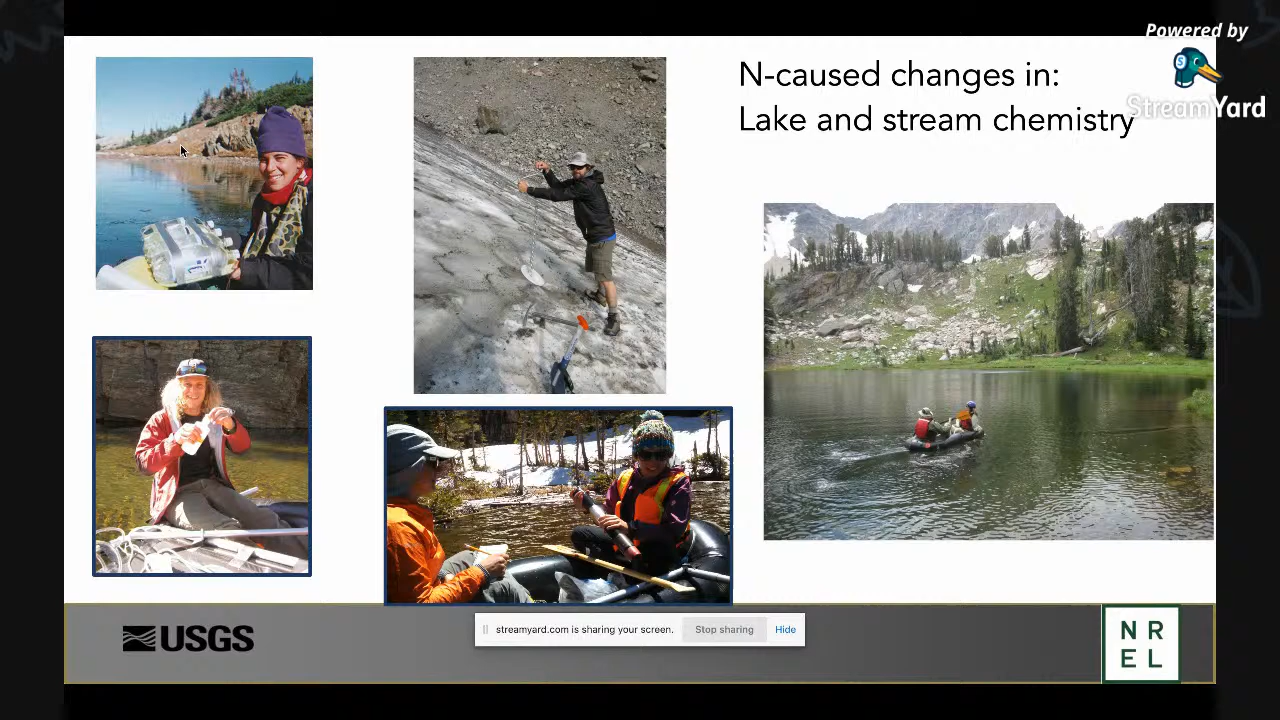 Powered by
StreamYard
N-caused changes in:
Lake and stream chemistry
streamyard.com is sharing your screen.
Stop sharing
Hide
USGS
N R
E L